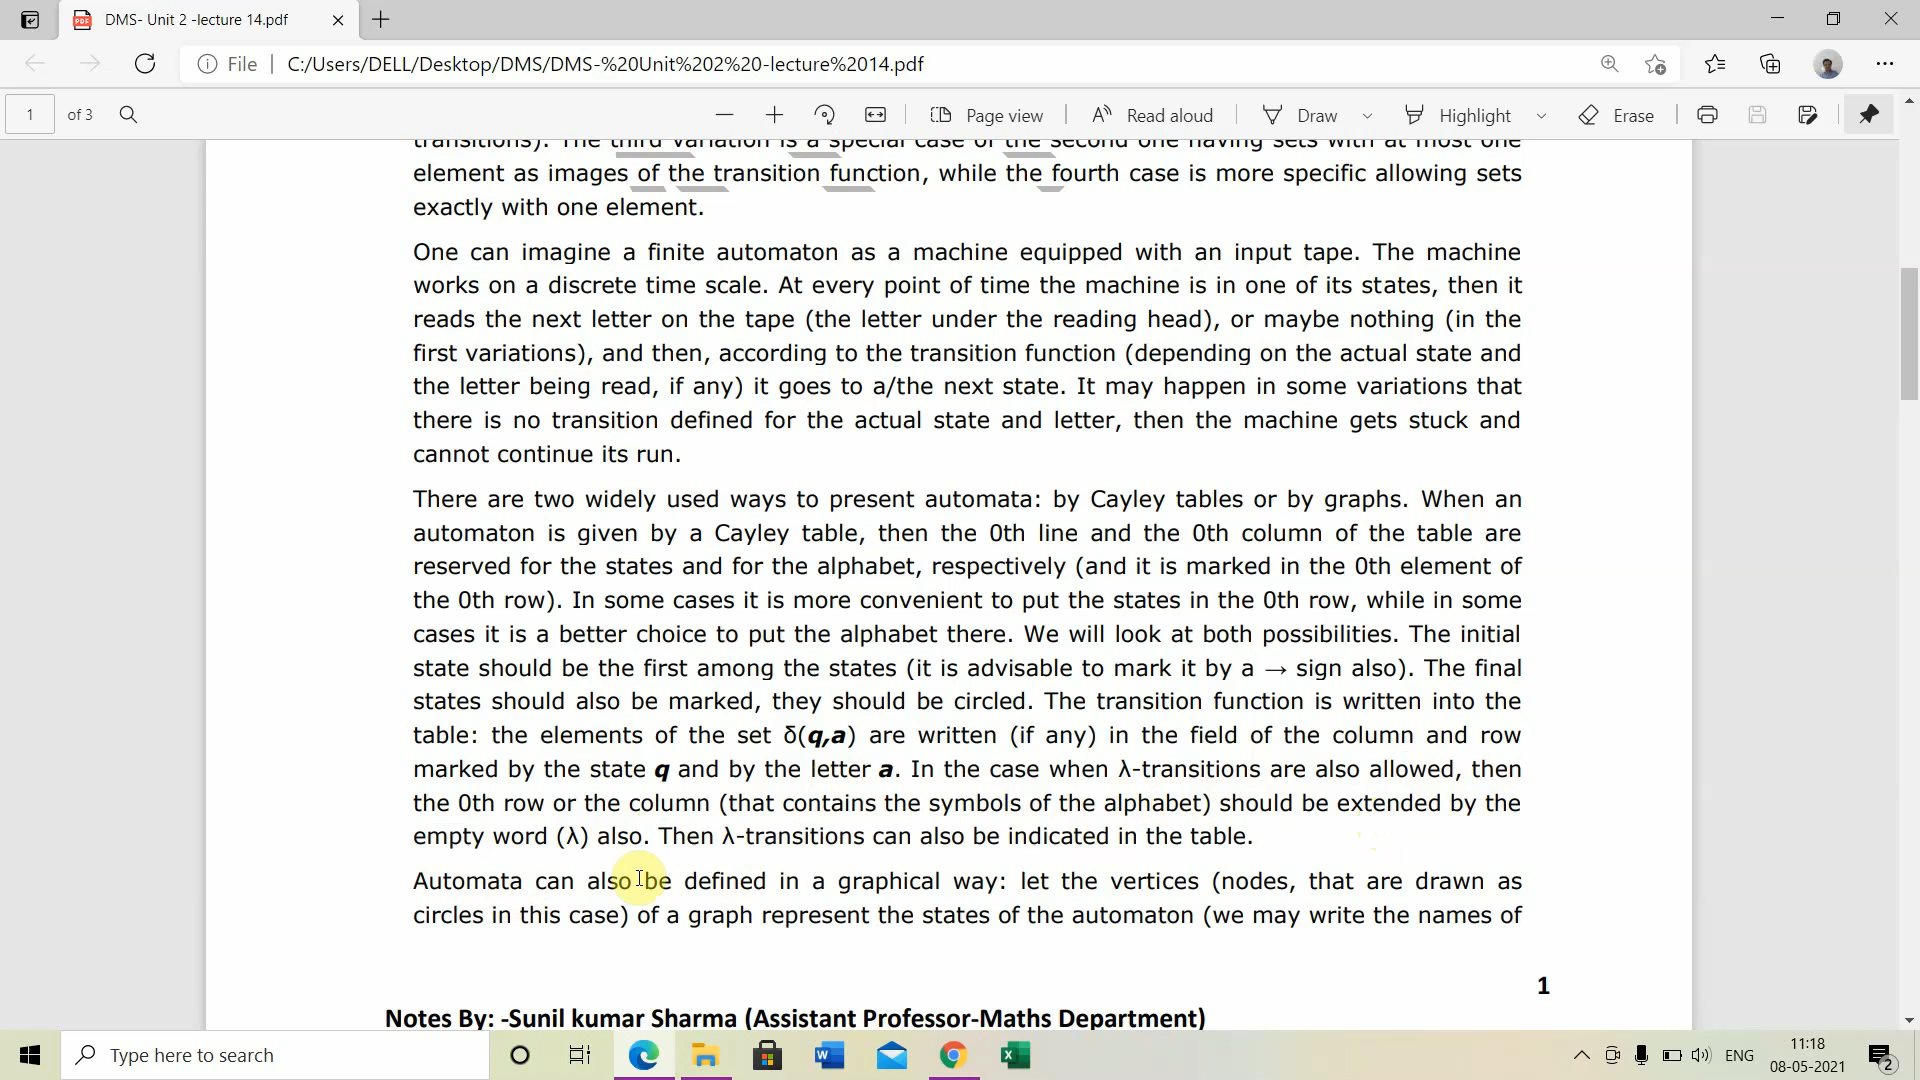 DMS- Unit 2 -lecture 14.pdf
File
C:/Users/DELL/Desktop/DMS/DMS-%20Unit%202%20-lecture%2014.pdf
1 of 3
Page view
Read aloud
Draw
Highlight
Erase
transitions). The third variation is a special case of the second one having sets with at most one
element as images of the transition function, while the fourth case is more specific allowing sets
exactly with one element.
One can imagine a finite automaton as a machine equipped with an input tape. The machine
works on a discrete time scale. At every point of time the machine is in one of its states, then it
reads the next letter on the tape (the letter under the reading head), or maybe nothing (in the
first variations), and then, according to the transition function (depending on the actual state and
the letter being read, if any) it goes to a/the next state. It may happen in some variations that
there is no transition defined for the actual state and letter, then the machine gets stuck and
cannot continue its run.
There are two widely used ways to present automata: by Cayley tables or by graphs. When an
automaton is given by a Cayley table, then the 0th line and the 0th column of the table are
reserved for the states and for the alphabet, respectively (and it is marked in the 0th element of
the 0th row). In some cases it is more convenient to put the states in the 0th row, while in some
cases it is a better choice to put the alphabet there. We will look at both possibilities. The initial
state should be the first among the states (it is advisable to mark it by a → sign also). The final
states should also be marked, they should be circled. The transition function is written into the
table: the elements of the set δ(q,a) are written (if any) in the field of the column and row
marked by the state q and by the letter a. In the case when λ-transitions are also allowed, then
the 0th row or the column (that contains the symbols of the alphabet) should be extended by the
empty word (λ) also. Then λ-transitions can also be indicated in the table.
Automata can also be defined in a graphical way: let the vertices (nodes, that are drawn as
circles in this case) of a graph represent the states of the automaton (we may write the names of
1
Notes By: -Sunil kumar Sharma (Assistant Professor-Maths Department)
Type here to search
ENG
11:18
08-05-2021
2